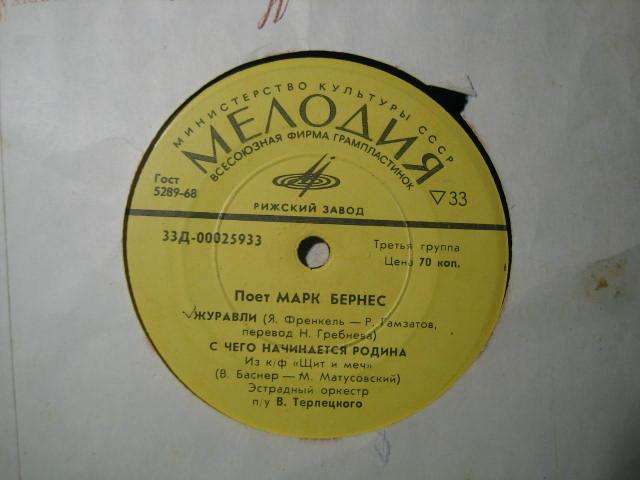 МИНИСТЕРСТВО КУЛЬТУРЫ СССР
МЕЛОДИЯ
ВСЕСОЮЗНАЯ ФИРМА ГРАМПЛАСТИНОК
Гост
5289-68
▽33
РИЖСКИЙ ЗАВОД
33Д-00025933
Третья группа
Цена 70 коп.
Поет МАРК БЕРНЕС
ЖУРАВЛИ (Я. Френкель — Р. Гамзатов,
перевод Н. Гребнева)
С ЧЕГО НАЧИНАЕТСЯ РОДИНА
Из к/ф «Щит и меч»
(В. Баснер — М. Матусовский)
Эстрадный оркестр
п/у В. Терлецкого